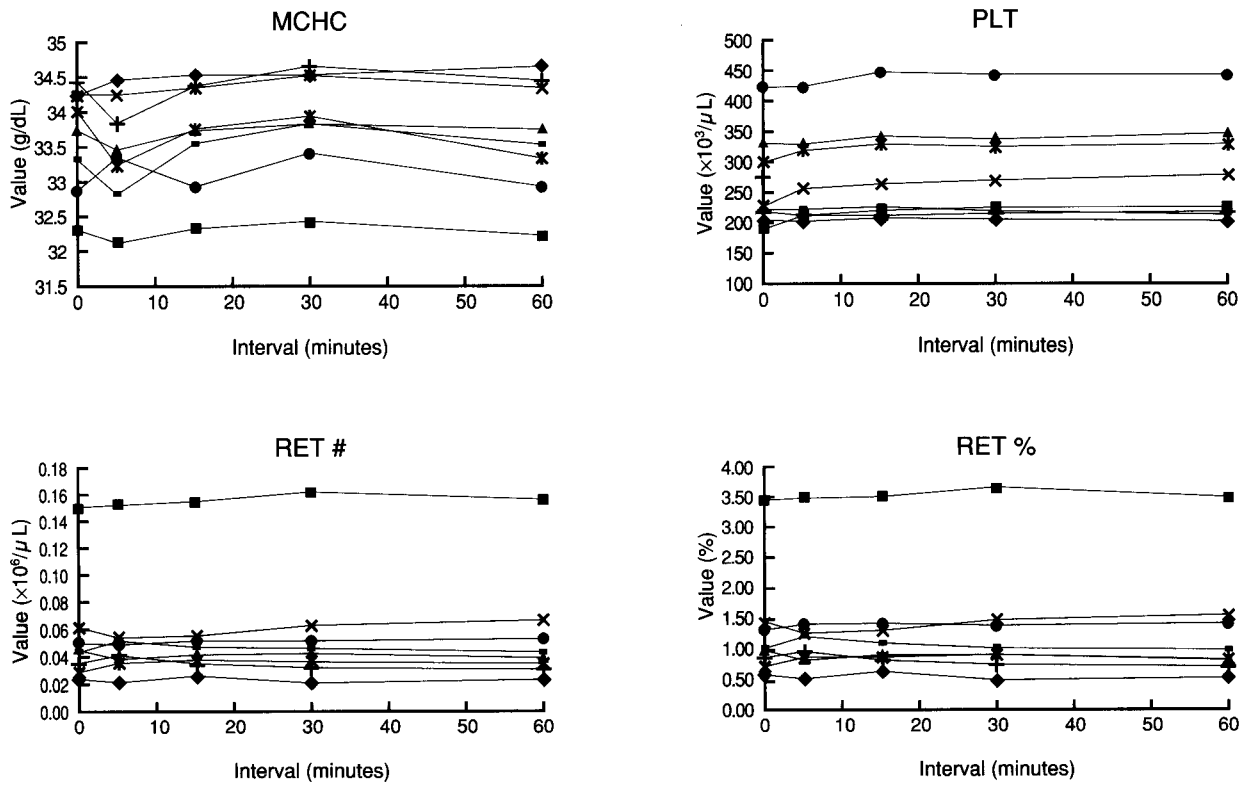 MCHC
Value (g/dL)
35
34.5
34
33.5
33
32.5
32
31.5
0 10 20 30 40 50 60
Interval (minutes)
PLT
Value (×10³/μL)
500
450
400
350
300
250
200
150
100
0 10 20 30 40 50 60
Interval (minutes)
RET #
Value (×10⁶/μL)
0.18
0.16
0.14
0.12
0.10
0.08
0.06
0.04
0.02
0.00
0 10 20 30 40 50 60
Interval (minutes)
RET %
Value (%)
4.00
3.50
3.00
2.50
2.00
1.50
1.00
0.50
0.00
0 10 20 30 40 50 60
Interval (minutes)